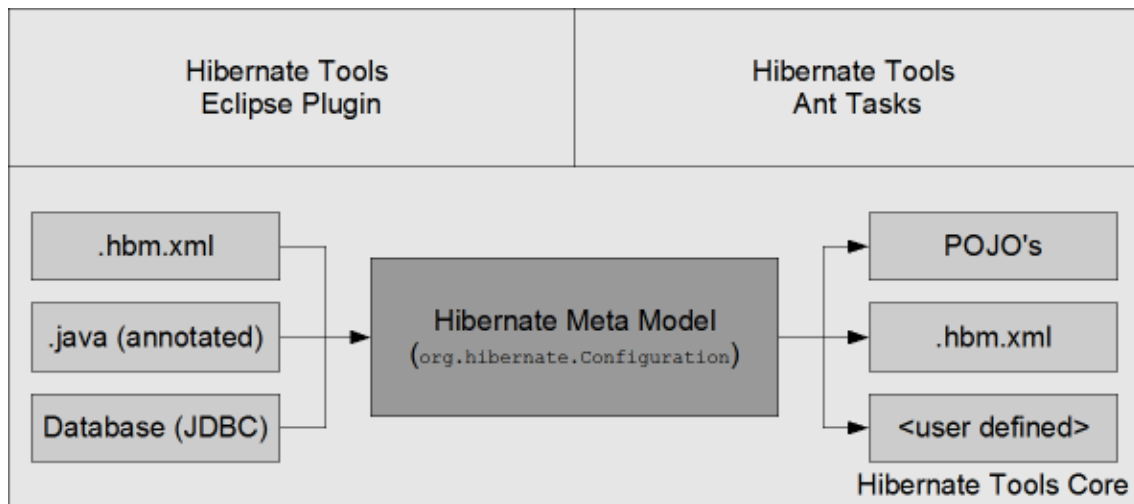 Hibernate Tools
Eclipse Plugin
Hibernate Tools
Ant Tasks
.hbm.xml
.java (annotated)
Database (JDBC)
Hibernate Meta Model
(org.hibernate.Configuration)
POJO's
.hbm.xml
<user defined>
Hibernate Tools Core